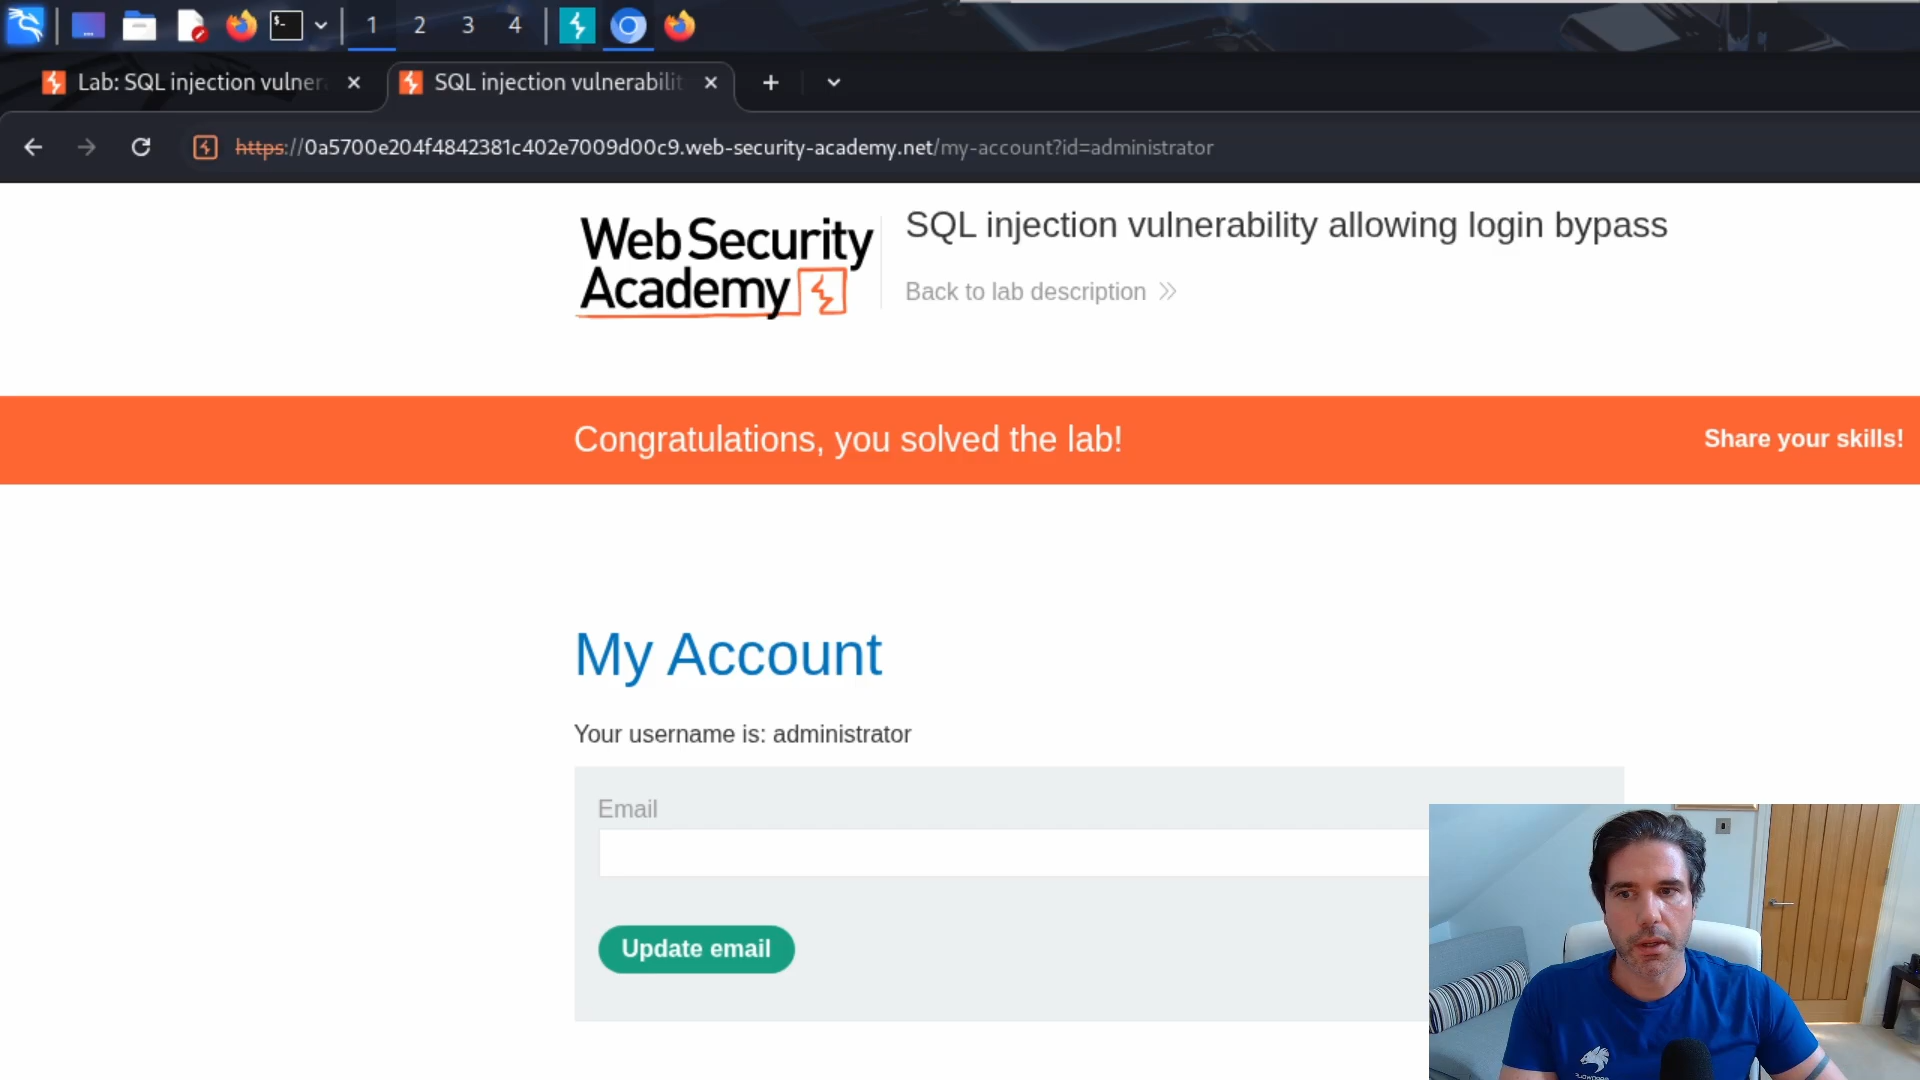 1 2 3 4
Lab: SQL injection vulner
SQL injection vulnerabilit
https://0a5700e204f4842381c402e7009d00c9.web-security-academy.net/my-account?id=administrator
Web Security
Academy
SQL injection vulnerability allowing login bypass
Back to lab description
Congratulations, you solved the lab!
Share your skills!
My Account
Your username is: administrator
Email
Update email